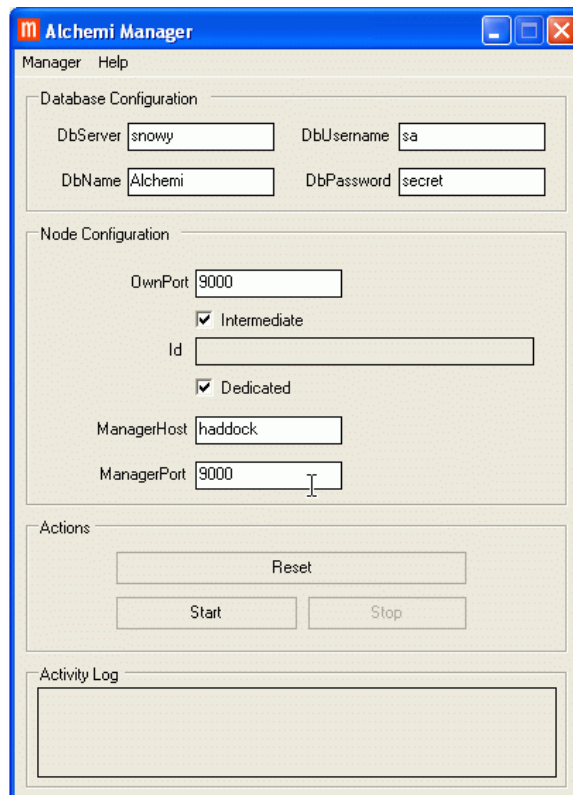 Alchemi Manager
Manager Help
Database Configuration
DbServer snowy DbUsername sa
DbName Alchemi DbPassword secret
Node Configuration
OwnPort 9000
Intermediate
Id
Dedicated
ManagerHost haddock
ManagerPort 9000
Actions
Reset
Start Stop
Activity Log